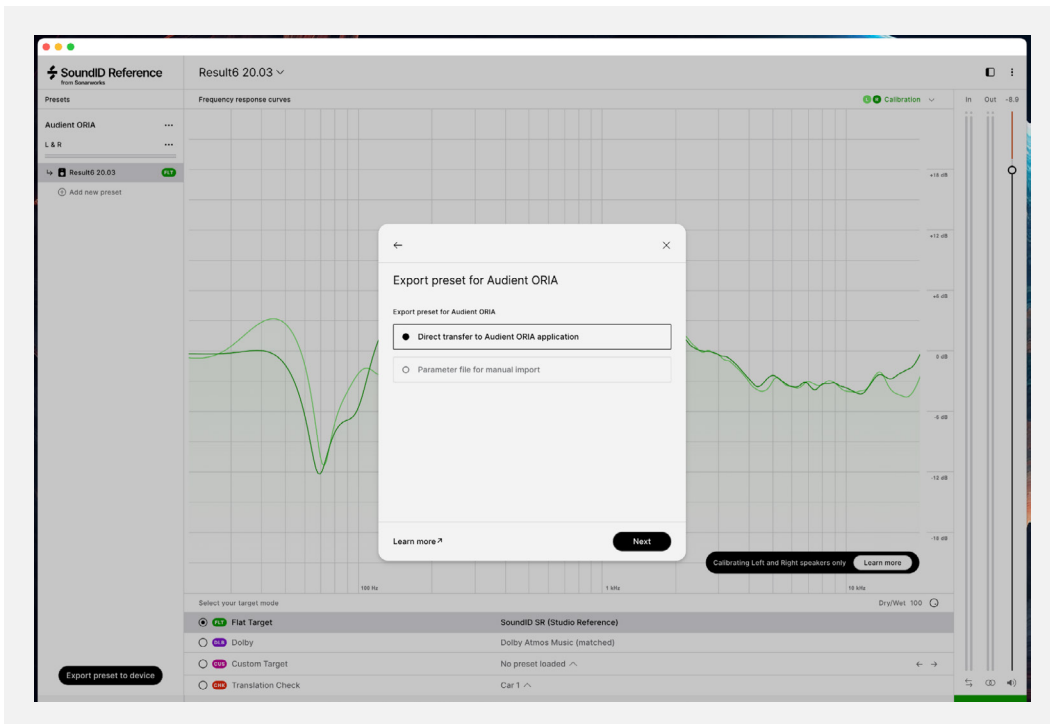 SoundID Reference
from Sonarworks
Result6 20.03
Presets
Frequency response curves
L R Calibration
In Out -8.9
Audient ORIA
L & R
Result6 20.03 FLT
Add new preset
+18 dB
+12 dB
+6 dB
0 dB
-6 dB
-12 dB
-18 dB
Export preset for Audient ORIA
Export preset for Audient ORIA
Direct transfer to Audient ORIA application
Parameter file for manual import
Learn more
Next
Calibrating Left and Right speakers only Learn more
100 Hz 1 kHz 10 kHz
Select your target mode
Dry/Wet 100
FLT Flat Target SoundID SR (Studio Reference)
DLB Dolby Dolby Atmos Music (matched)
CUS Custom Target No preset loaded
CHK Translation Check Car 1
Export preset to device